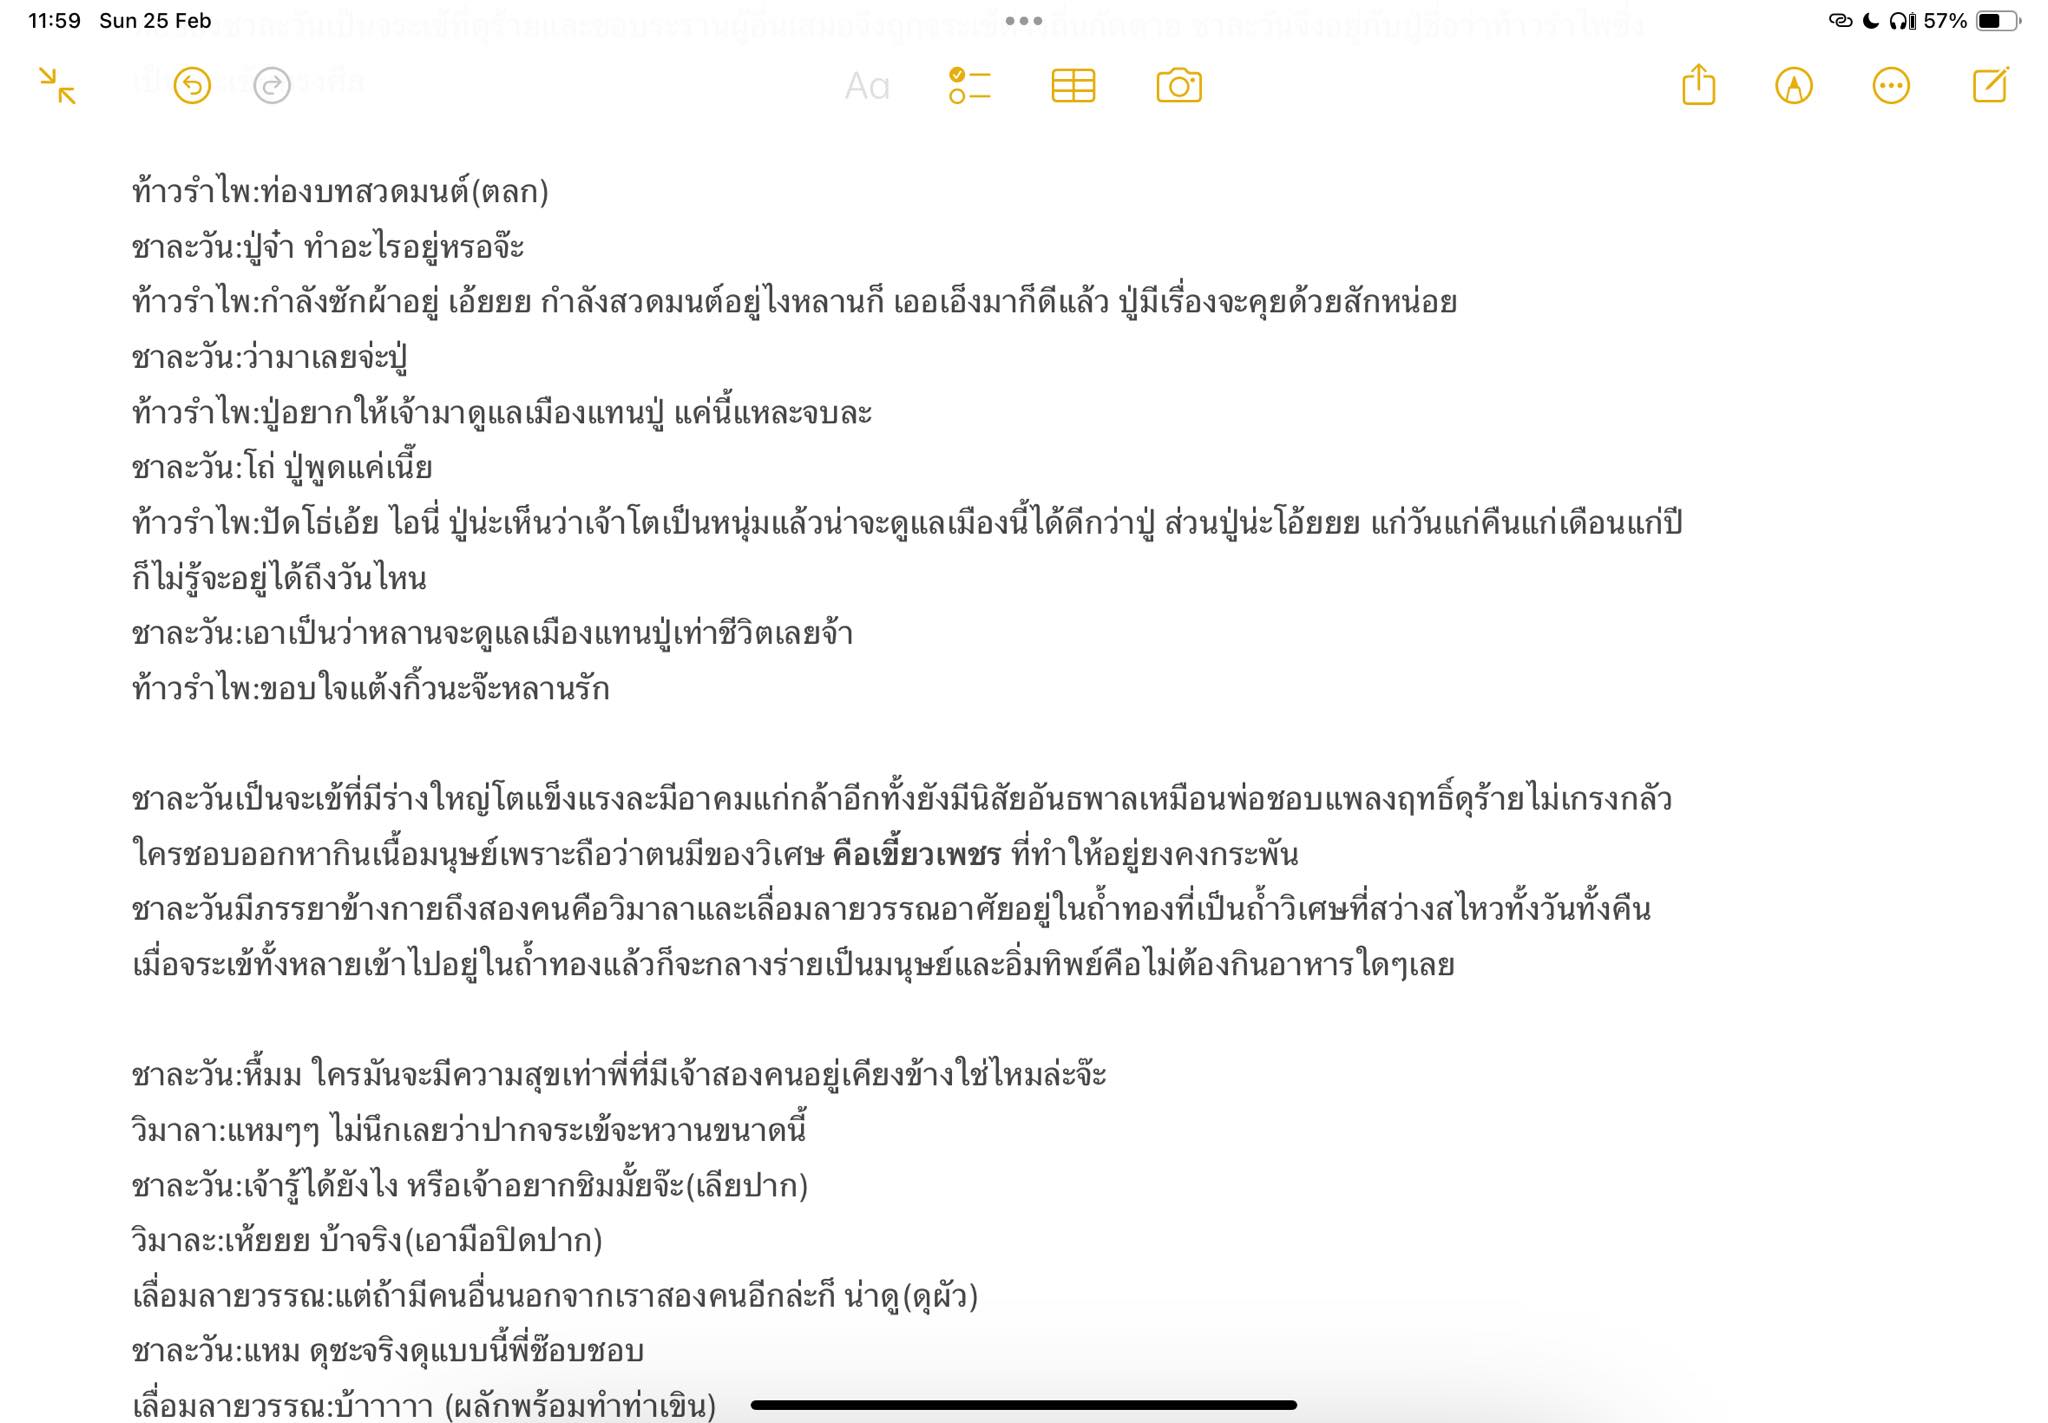 11:59 Sun 25 Feb
57%
Aa
ท้าวรำไพ:ท่องบทสวดมนต์(ตลก)
ชาละวัน:ปู่จ๋า ทำอะไรอยู่หรอจ๊ะ
ท้าวรำไพ:กำลังซักผ้าอยู่ เอ้ยยย กำลังสวดมนต์อยู่ไงหลานก็ เออเอ็งมาก็ดีแล้ว ปู่มีเรื่องจะคุยด้วยสักหน่อย
ชาละวัน:ว่ามาเลยจ่ะปู่
ท้าวรำไพ:ปู่อยากให้เจ้ามาดูแลเมืองแทนปู่ แค่นี้แหละจบละ
ชาละวัน:โถ่ ปู่พูดแค่เนี๊ย
ท้าวรำไพ:ปัดโธ่เอ้ย ไอนี่ ปู่น่ะเห็นว่าเจ้าโตเป็นหนุ่มแล้วน่าจะดูแลเมืองนี้ได้ดีกว่าปู่ ส่วนปู่น่ะโอ้ยยย แก่วันแก่คืนแก่เดือนแก่ปี
ก็ไม่รู้จะอยู่ได้ถึงวันไหน
ชาละวัน:เอาเป็นว่าหลานจะดูแลเมืองแทนปู่เท่าชีวิตเลยจ้า
ท้าวรำไพ:ขอบใจแต้งกิ้วนะจ๊ะหลานรัก
ชาละวันเป็นจะเข้ที่มีร่างใหญ่โตแข็งแรงละมีอาคมแก่กล้าอีกทั้งยังมีนิสัยอันธพาลเหมือนพ่อชอบแพลงฤทธิ์ดุร้ายไม่เกรงกลัว
ใครชอบออกหากินเนื้อมนุษย์เพราะถือว่าตนมีของวิเศษ คือเขี้ยวเพชร ที่ทำให้อยู่ยงคงกระพัน
ชาละวันมีภรรยาข้างกายถึงสองคนคือวิมาลาและเลื่อมลายวรรณอาศัยอยู่ในถ้ำทองที่เป็นถ้ำวิเศษที่สว่างสไหวทั้งวันทั้งคืน
เมื่อจระเข้ทั้งหลายเข้าไปอยู่ในถ้ำทองแล้วก็จะกลางร่ายเป็นมนุษย์และอิ่มทิพย์คือไม่ต้องกินอาหารใดๆเลย
ชาละวัน:หื้มม ใครมันจะมีความสุขเท่าพี่ที่มีเจ้าสองคนอยู่เคียงข้างใช่ไหมล่ะจ๊ะ
วิมาลา:แหมๆๆ ไม่นึกเลยว่าปากจระเข้จะหวานขนาดนี้
ชาละวัน:เจ้ารู้ได้ยังไง หรือเจ้าอยากชิมมั้ยจ๊ะ(เลียปาก)
วิมาละ:เห้ยยย บ้าจริง(เอามือปิดปาก)
เลื่อมลายวรรณ:แต่ถ้ามีคนอื่นนอกจากเราสองคนอีกล่ะก็ น่าดู(ดุผัว)
ชาละวัน:แหม ดุซะจริงดุแบบนี้พี่ช๊อบชอบ
เลื่อมลายวรรณ:บ้าาาาา (ผลักพร้อมทำท่าเขิน)